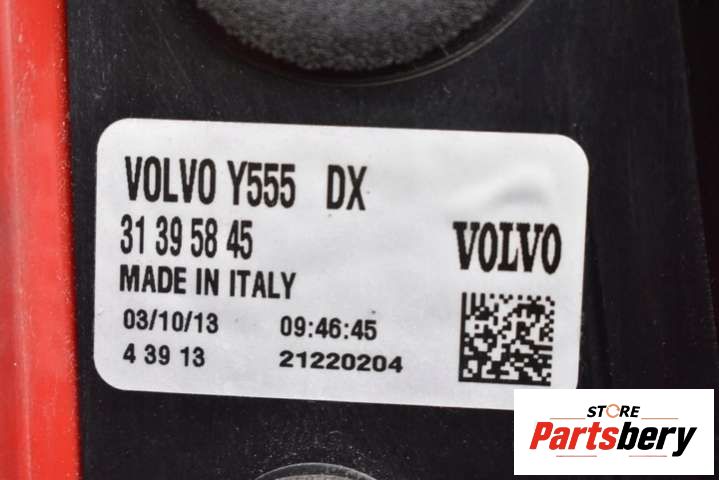 VOLVO Y555 DX
31 39 58 45
VOLVO
MADE IN ITALY
03/10/13 09:46:45
4 39 13 21220204
STORE
Partsbery